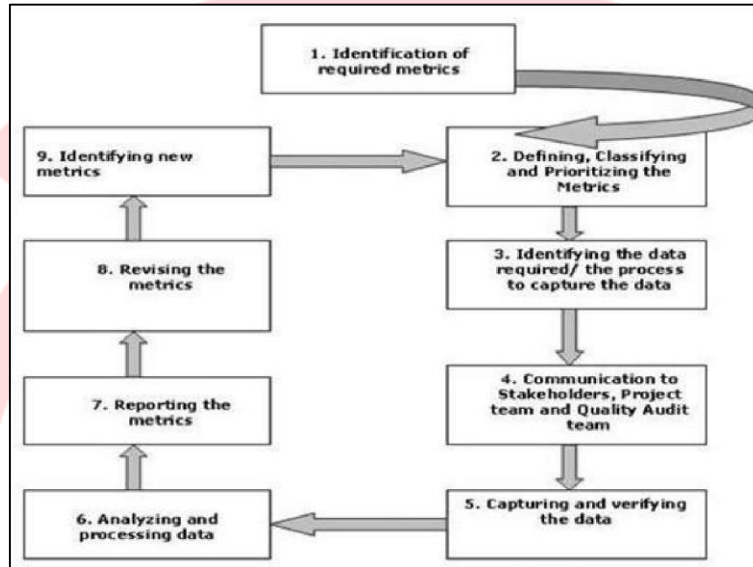 1. Identification of
required metrics
2. Defining, Classifying
and Prioritizing the
Metrics
3. Identifying the data
required/ the process
to capture the data
4. Communication to
Stakeholders, Project
team and Quality Audit
team
5. Capturing and verifying
the data
6. Analyzing and
processing data
7. Reporting the
metrics
8. Revising the
metrics
9. Identifying new
metrics